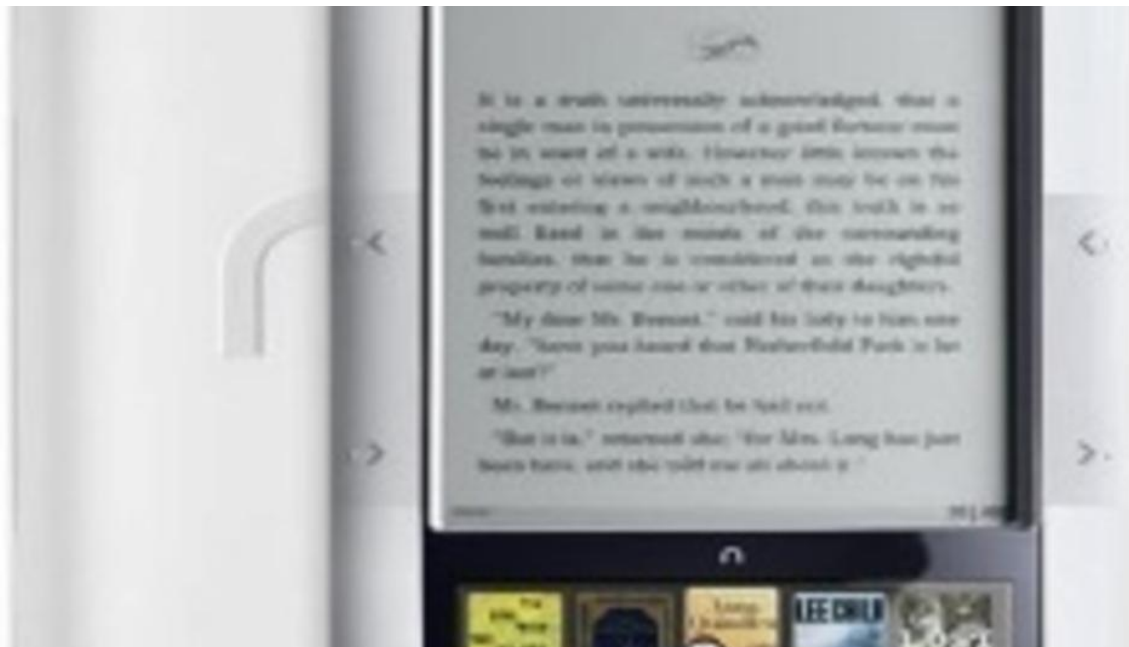 It is a truth universally acknowledged, that a
single man in possession of a good fortune must
be in want of a wife. However little known the
feelings or views of such a man may be on his
first entering a neighbourhood, this truth is so
well fixed in the minds of the surrounding
families, that he is considered as the rightful
property of some one or other of their daughters.
"My dear Mr. Bennet," said his lady to him one
day, "have you heard that Netherfield Park is let
at last?"
Mr. Bennet replied that he had not.
"But it is," returned she; "for Mrs. Long has just
been here, and she told me all about it."
LEE CHILD
LOST